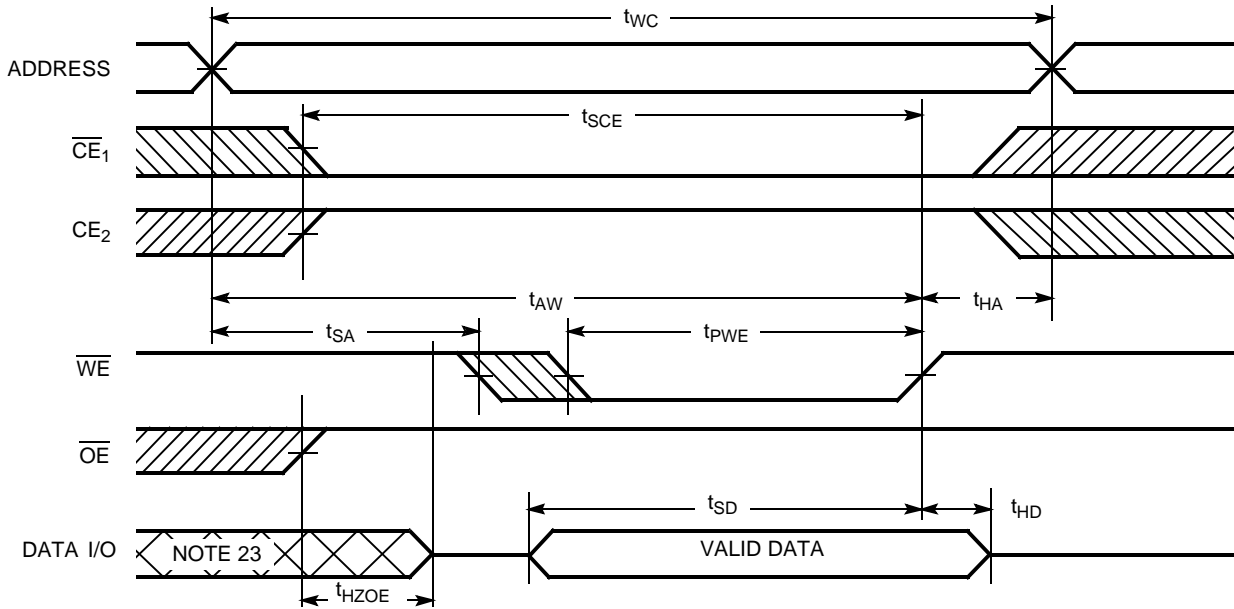 tWC
ADDRESS
tSCE
CE1
CE2
tAW
tHA
tSA
tPWE
WE
OE
tSD
tHD
DATA I/O
NOTE 23
VALID DATA
tHZOE